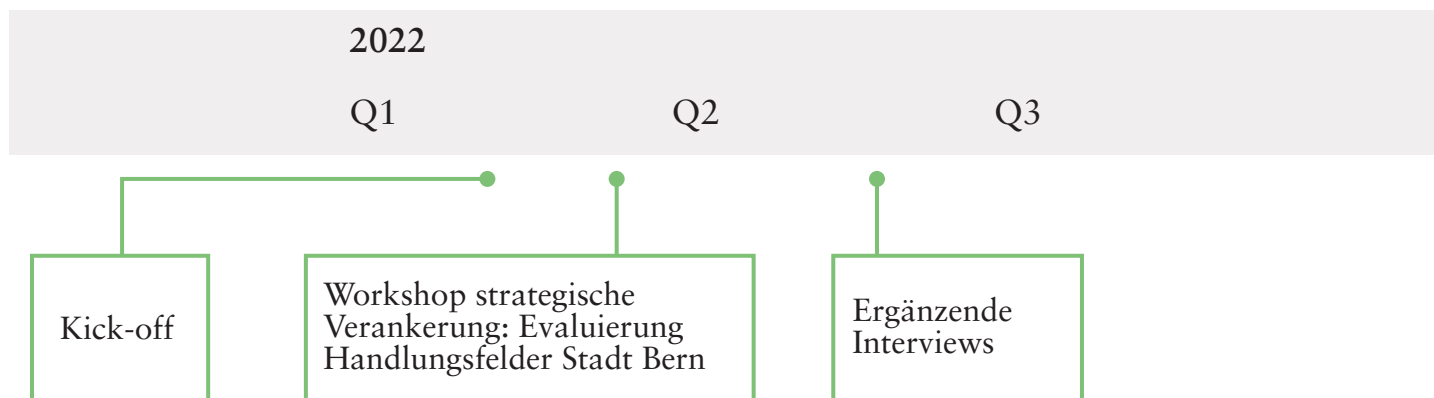 2022
Q1 Q2 Q3
Kick-off
Workshop strategische
Verankerung: Evaluierung
Handlungsfelder Stadt Bern
Ergänzende
Interviews